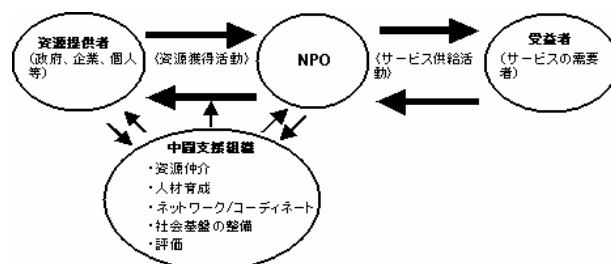 資源提供者
(政府、企業、個人
等)
{資源獲得活動}
NPO
{サービス供給活
動}
受益者
(サービスの需要
者)
中間支援組織
・資源仲介
・人材育成
・ネットワーク/コーディネート
・社会基盤の整備
・評価